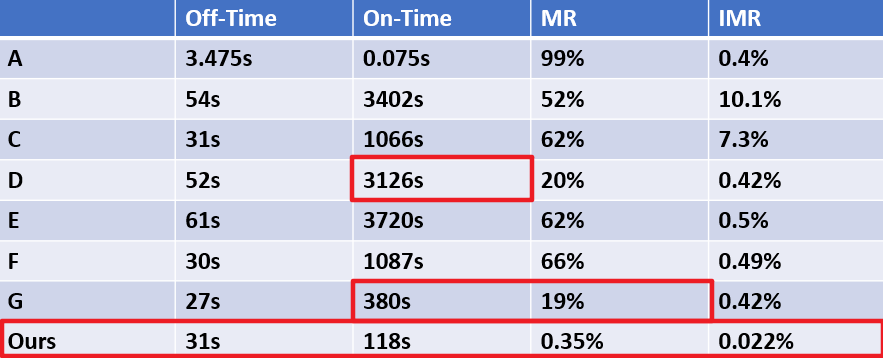 Off-Time On-Time MR IMR
A 3.475s 0.075s 99% 0.4%
B 54s 3402s 52% 10.1%
C 31s 1066s 62% 7.3%
D 52s 3126s 20% 0.42%
E 61s 3720s 62% 0.5%
F 30s 1087s 66% 0.49%
G 27s 380s 19% 0.42%
Ours 31s 118s 0.35% 0.022%